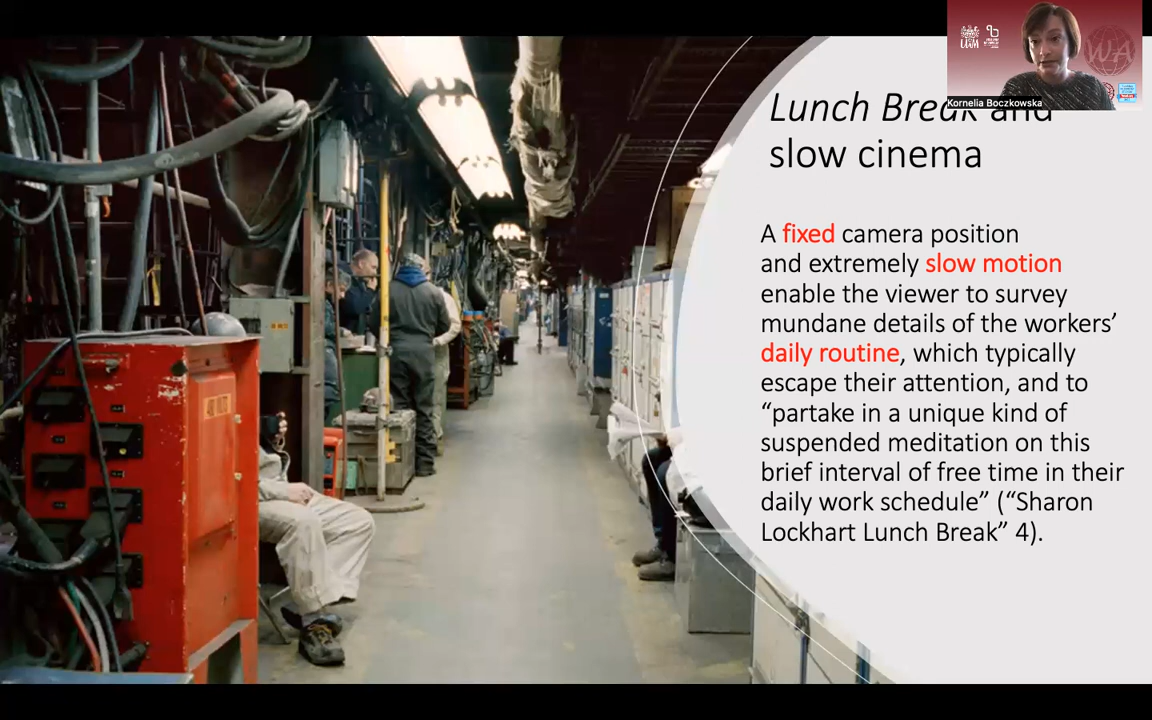 Lunch Break and
slow cinema
A fixed camera position
and extremely slow motion
enable the viewer to survey
mundane details of the workers’
daily routine, which typically
escape their attention, and to
“partake in a unique kind of
suspended meditation on this
brief interval of free time in their
daily work schedule” (“Sharon
Lockhart Lunch Break” 4).
UAM
WA
Kornelia Boczkowska